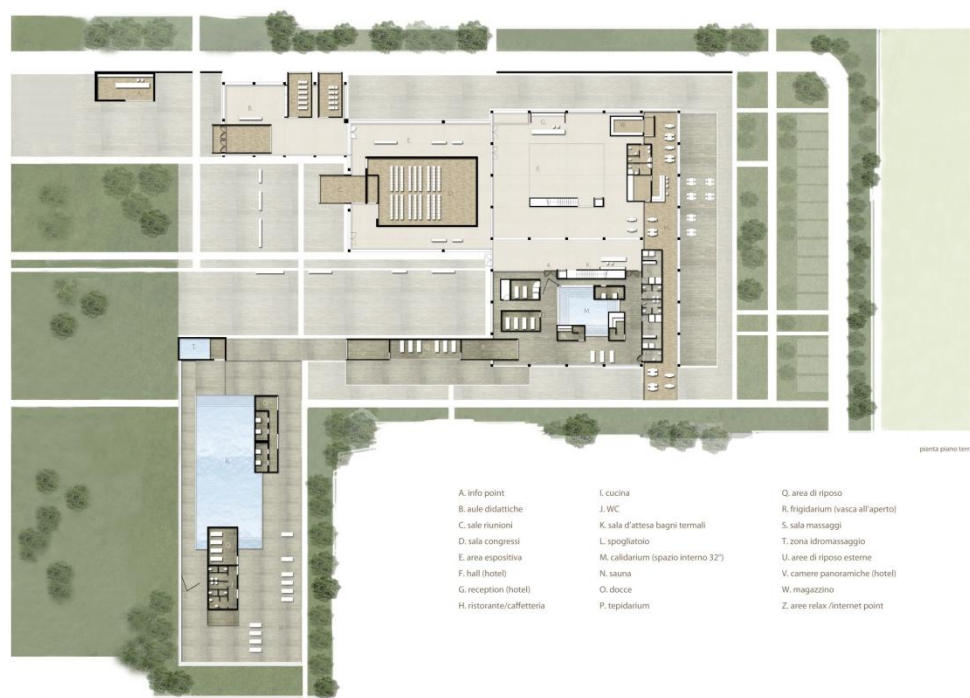 pianta piano terr
A. info point
B. aule didattiche
C. sale riunioni
D. sala congressi
E. area espositiva
F. hall (hotel)
G. reception (hotel)
H. ristorante/caffetteria
I. cucina
J. WC
K. sala d'attesa bagni termali
L. spogliatoio
M. calidarium (spazio interno 32°)
N. sauna
O. docce
P. tepidarium
Q. area di riposo
R. frigidarium (vasca all'aperto)
S. sala massaggi
T. zona idromassaggio
U. aree di riposo esterne
V. camere panoramiche (hotel)
W. magazzino
Z. aree relax /internet point